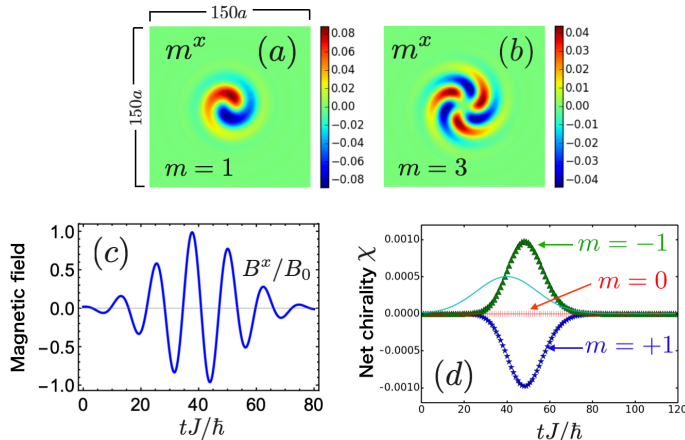 150a
150a
m^x (a)
m = 1
0.08
0.06
0.04
0.02
0.00
−0.02
−0.04
−0.06
−0.08
m^x (b)
m = 3
0.04
0.03
0.02
0.01
0.00
−0.01
−0.02
−0.03
−0.04
Magnetic field
1.0
0.5
0.0
-0.5
-1.0
(c)
B^x/B_0
0 20 40 60 80
tJ/ħ
Net chirality χ
0.0010
0.0005
0.0000
−0.0005
−0.0010
m = −1
m = 0
m = +1
(d)
0 20 40 60 80 100 120
tJ/ħ